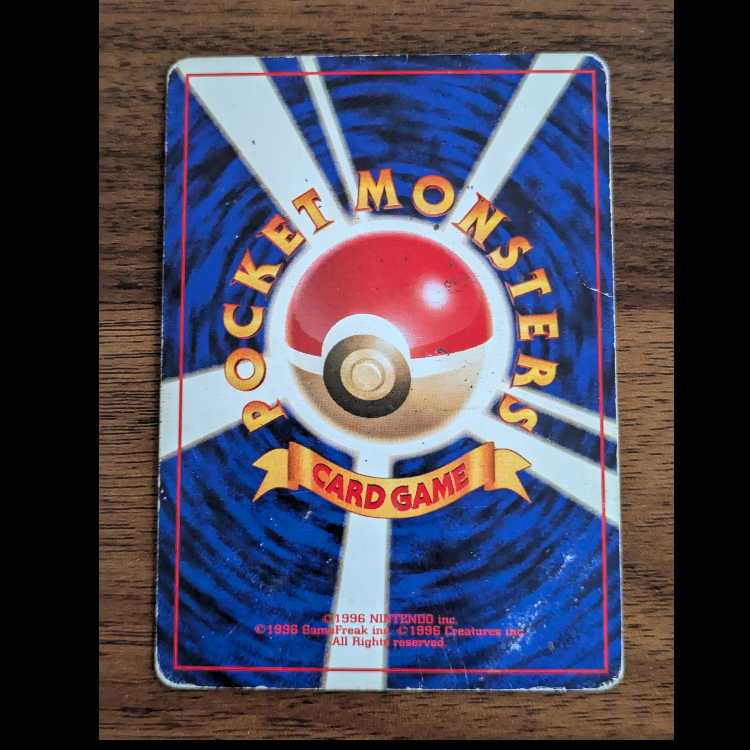 POCKET MONSTERS
CARD GAME
©1996 NINTENDO inc.
©1996 GameFreak inc. ©1996 Creatures inc.
All Rights reserved.